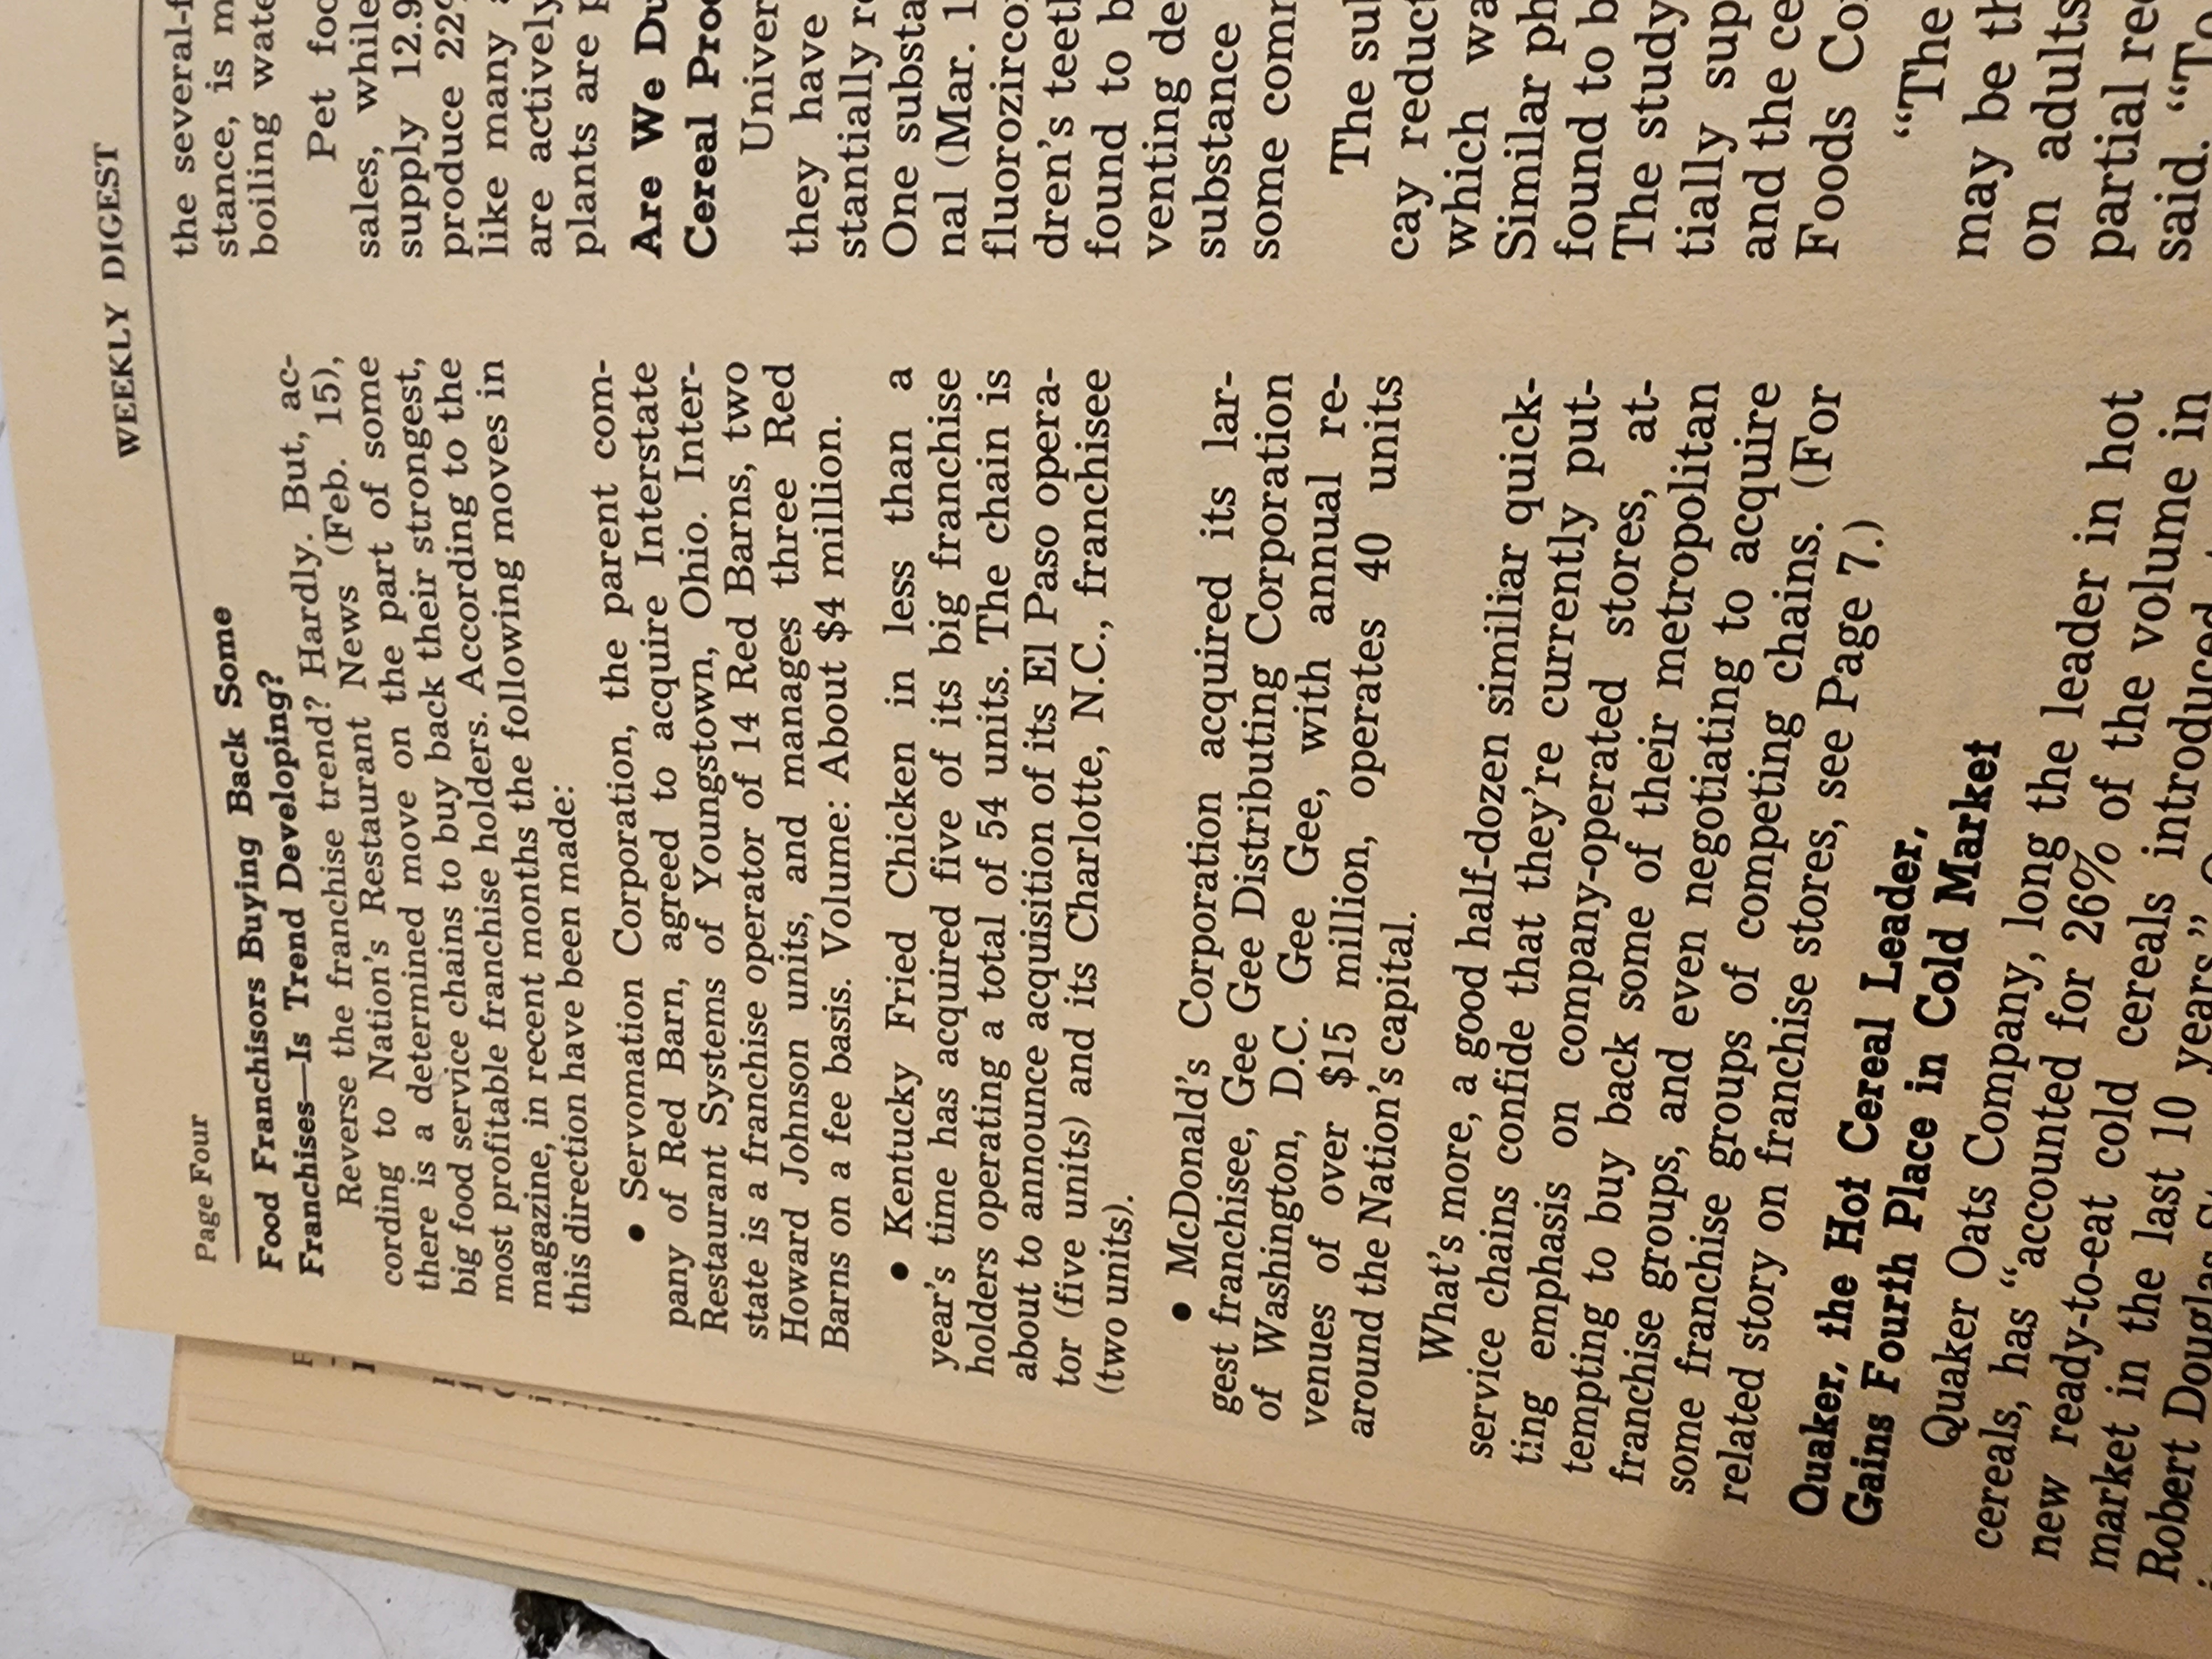 Page Four
WEEKLY DIGEST
Food Franchisors Buying Back Some
Franchises—Is Trend Developing?
Reverse the franchise trend? Hardly. But, ac-
cording to Nation's Restaurant News (Feb. 15),
there is a determined move on the part of some
big food service chains to buy back their strongest,
most profitable franchise holders. According to the
magazine, in recent months the following moves in
this direction have been made:
• Servomation Corporation, the parent com-
pany of Red Barn, agreed to acquire Interstate
Restaurant Systems of Youngstown, Ohio. Inter-
state is a franchise operator of 14 Red Barns, two
Howard Johnson units, and manages three Red
Barns on a fee basis. Volume: About $4 million.
• Kentucky Fried Chicken in less than a
year's time has acquired five of its big franchise
holders operating a total of 54 units. The chain is
about to announce acquisition of its El Paso opera-
tor (five units) and its Charlotte, N.C., franchisee
(two units).
• McDonald's Corporation acquired its lar-
gest franchisee, Gee Gee Distributing Corporation
of Washington, D.C. Gee Gee, with annual re-
venues of over $15 million, operates 40 units
around the Nation's capital.
What's more, a good half-dozen similiar quick-
service chains confide that they're currently put-
ting emphasis on company-operated stores, at-
tempting to buy back some of their metropolitan
franchise groups, and even negotiating to acquire
some franchise groups of competing chains. (For
related story on franchise stores, see Page 7.)
Quaker, the Hot Cereal Leader,
Gains Fourth Place in Cold Market
Quaker Oats Company, long the leader in hot
cereals, has "accounted for 26% of the volume in
new ready-to-eat cold cereals introduced
market in the last 10 years,"
Robert Douglas
the several-
stance, is
boiling wate
Pet foo
sales, while
supply 12.9
produce 22%
like many
are actively
plants are
Are We Du
Cereal Proc
Univer
they have
stantially
One substa
nal (Mar. 1
fluorozirco
dren's teet
found to b
venting de
substance
some comm
The su
cay reduct
which wa
Similar ph
found to b
The study
tially sup
and the ce
Foods Co
"The
may be th
on adults
partial re
said. "To